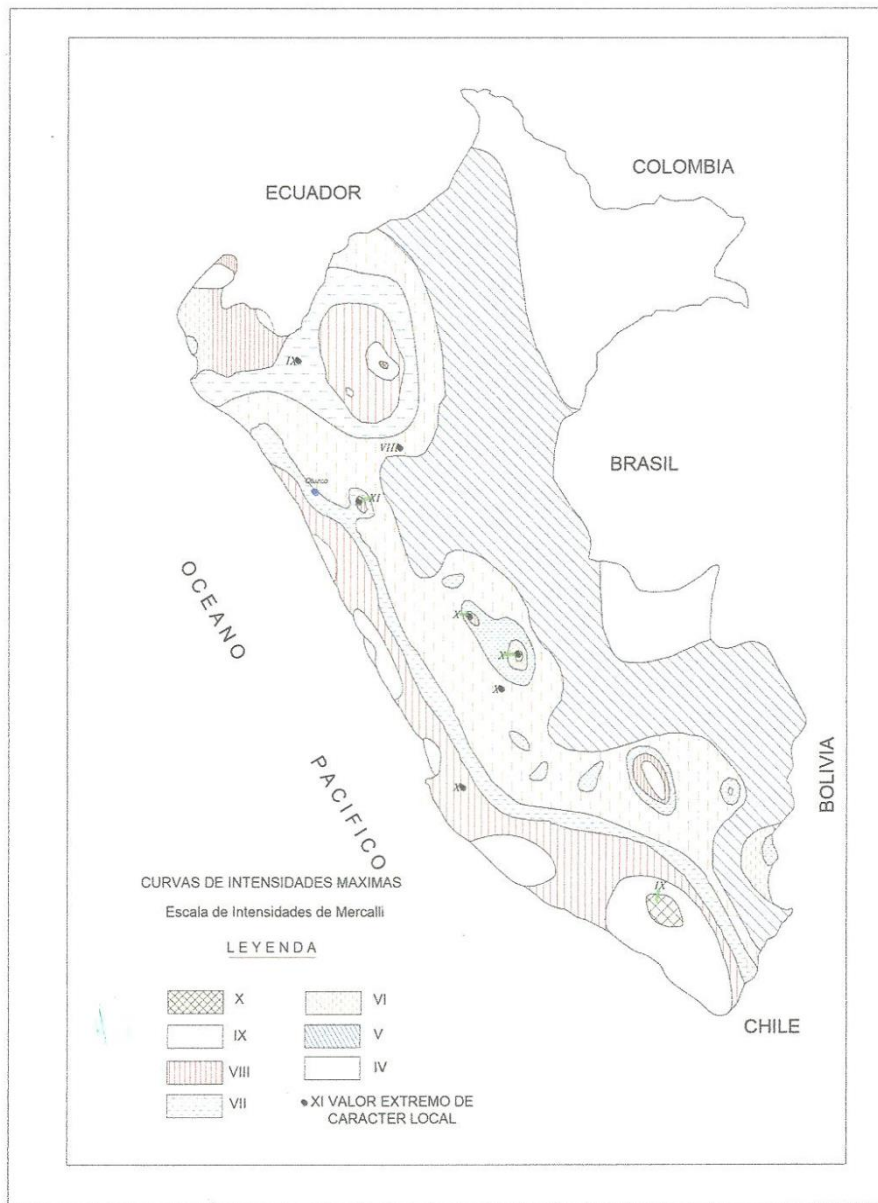 COLOMBIA
ECUADOR
IX
BRASIL
VIII
XI
OCEANO
X
X
X
BOLIVIA
PACIFICO
X
CURVAS DE INTENSIDADES MAXIMAS
Escala de Intensidades de Mercalli
IX
LEYENDA
X
VI
IX
V
CHILE
VIII
IV
VII
XI VALOR EXTREMO DE
CARACTER LOCAL